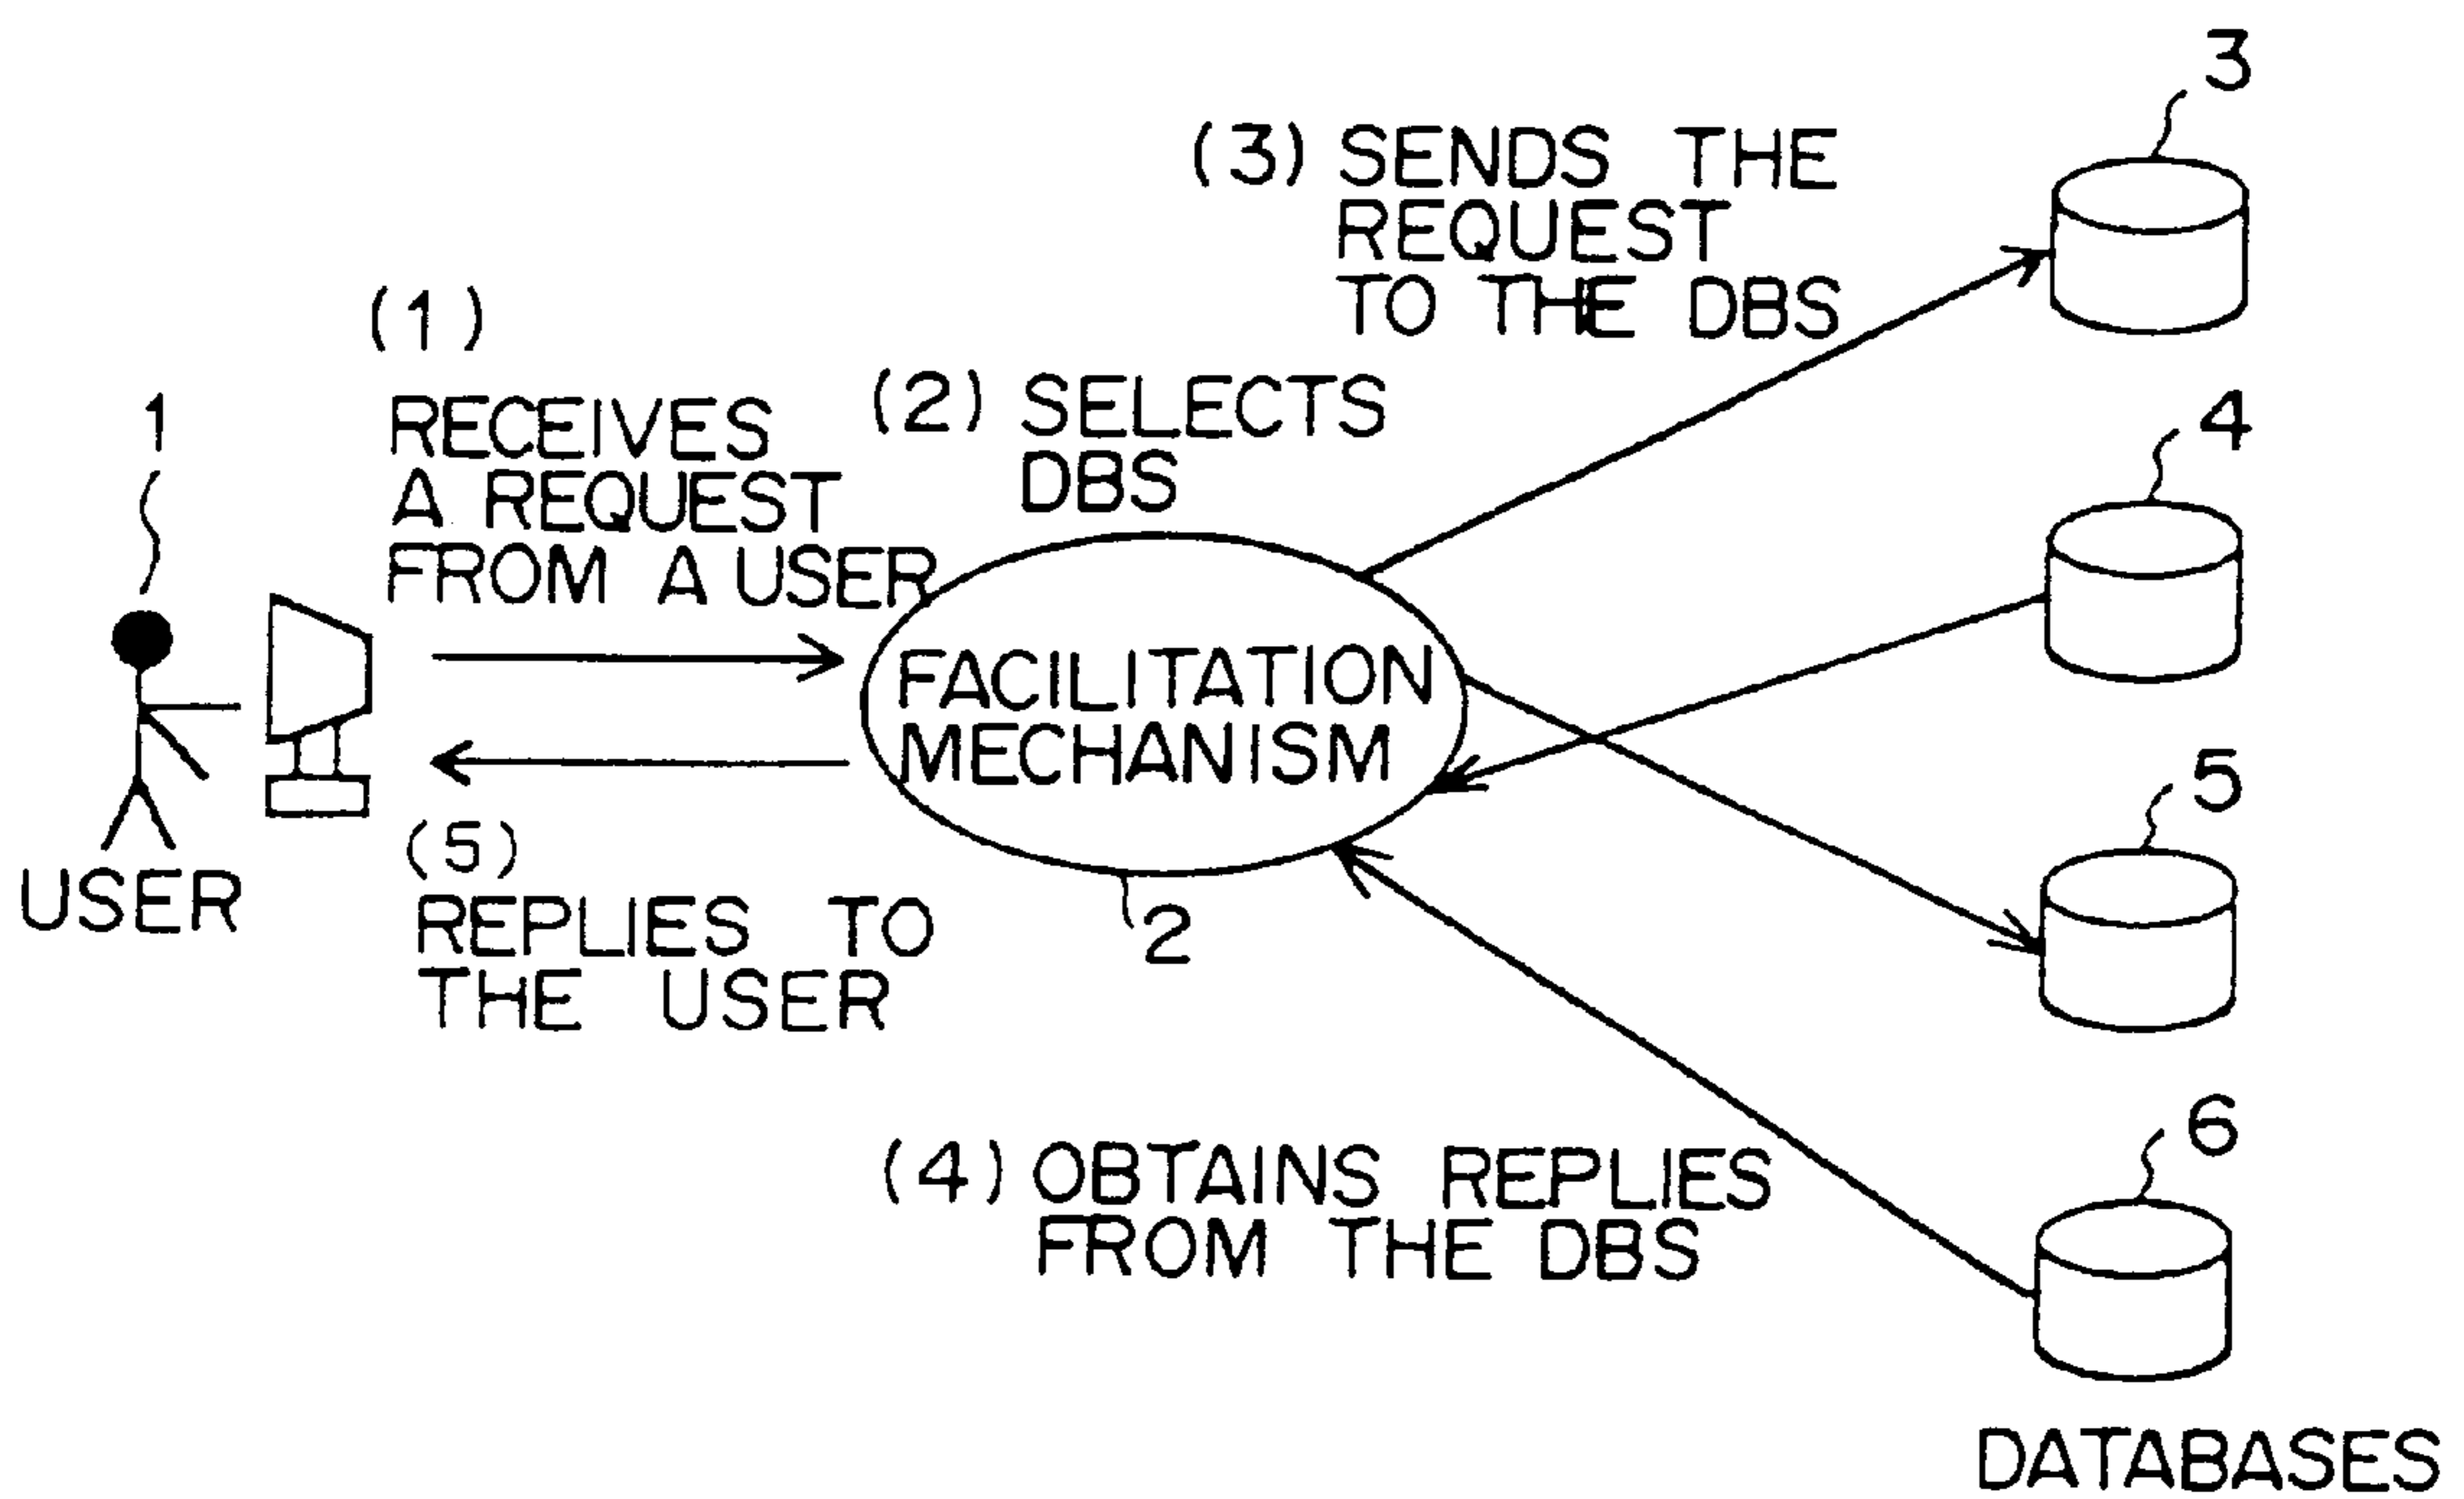 3
(3) SENDS THE
REQUEST
TO THE DBS
(1)
RECEIVES
A REQUEST
FROM A USER
1
(2) SELECTS
DBS
4
FACILITATION
MECHANISM
5
USER
(5)
REPLIES TO
THE USER
2
6
(4) OBTAINS REPLIES
FROM THE DBS
DATABASES